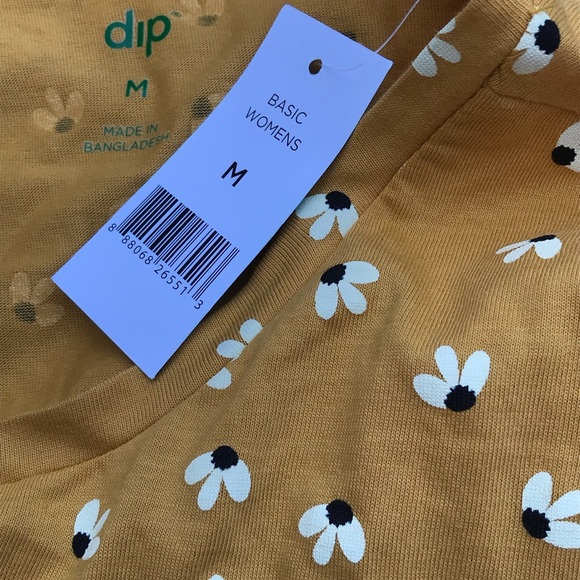 dip
M
MADE IN
BANGLADESH
BASIC
WOMENS
M
8 88068 26551 3